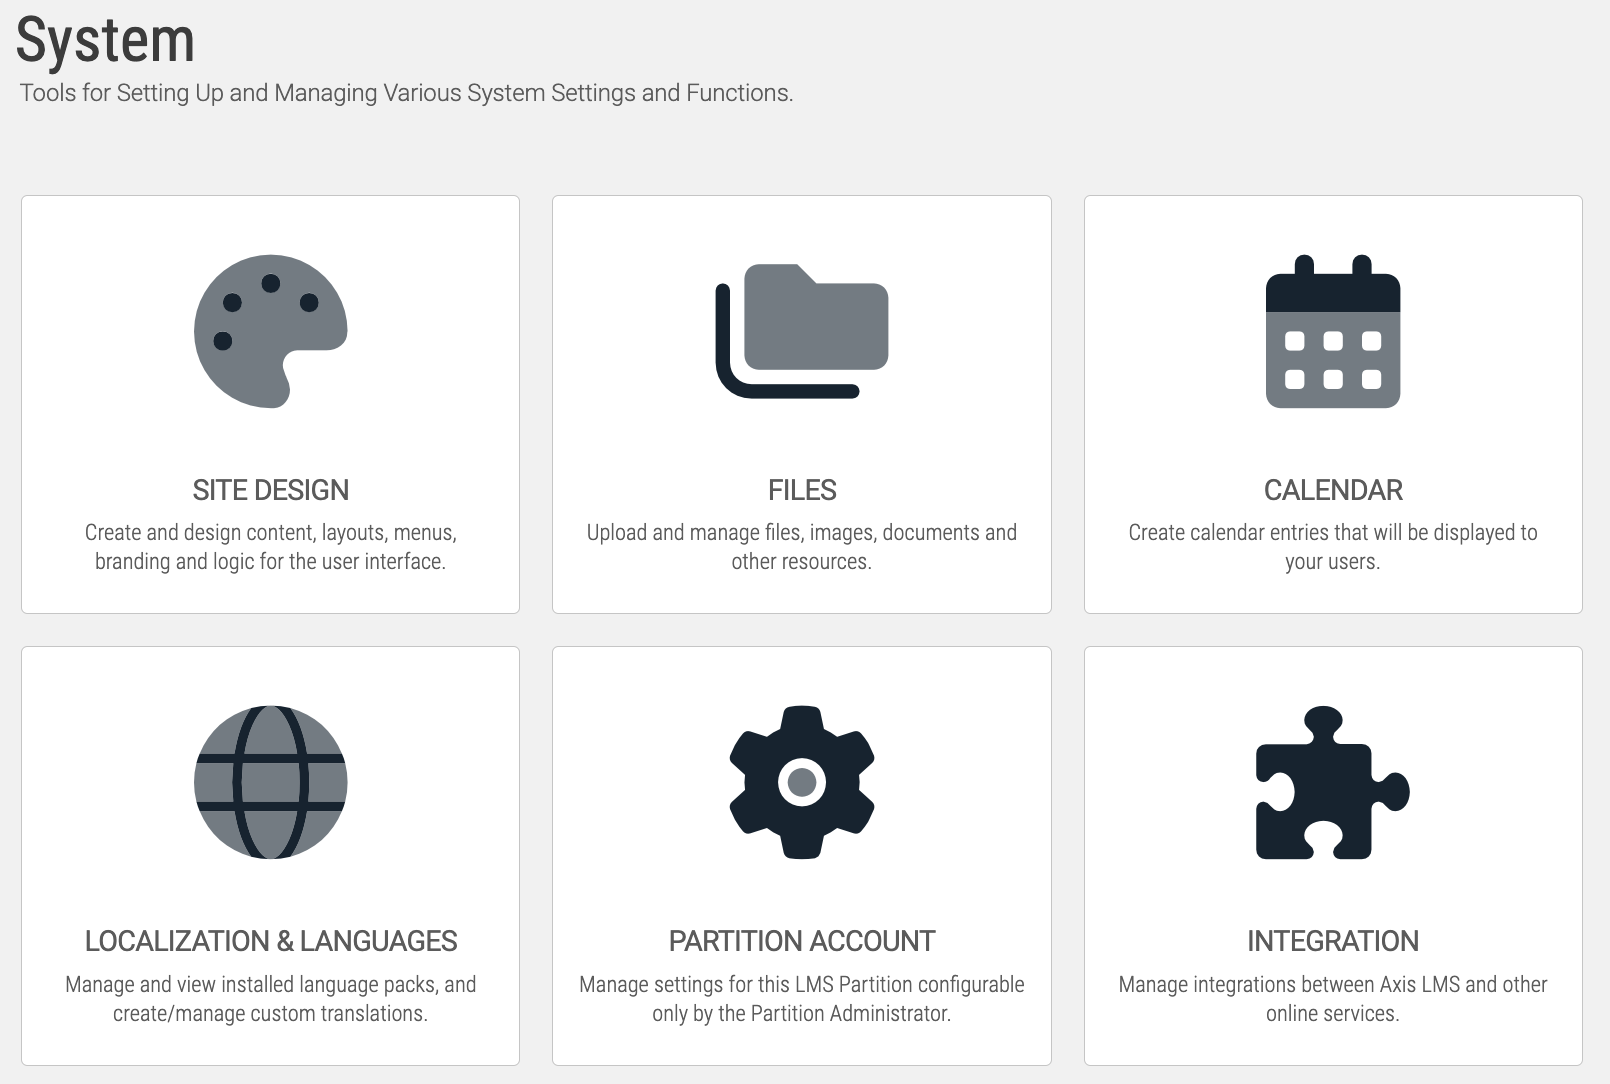 System
Tools for Setting Up and Managing Various System Settings and Functions.
SITE DESIGN
Create and design content, layouts, menus,
branding and logic for the user interface.
FILES
Upload and manage files, images, documents and
other resources.
CALENDAR
Create calendar entries that will be displayed to
your users.
LOCALIZATION & LANGUAGES
Manage and view installed language packs, and
create/manage custom translations.
PARTITION ACCOUNT
Manage settings for this LMS Partition configurable
only by the Partition Administrator.
INTEGRATION
Manage integrations between Axis LMS and other
online services.